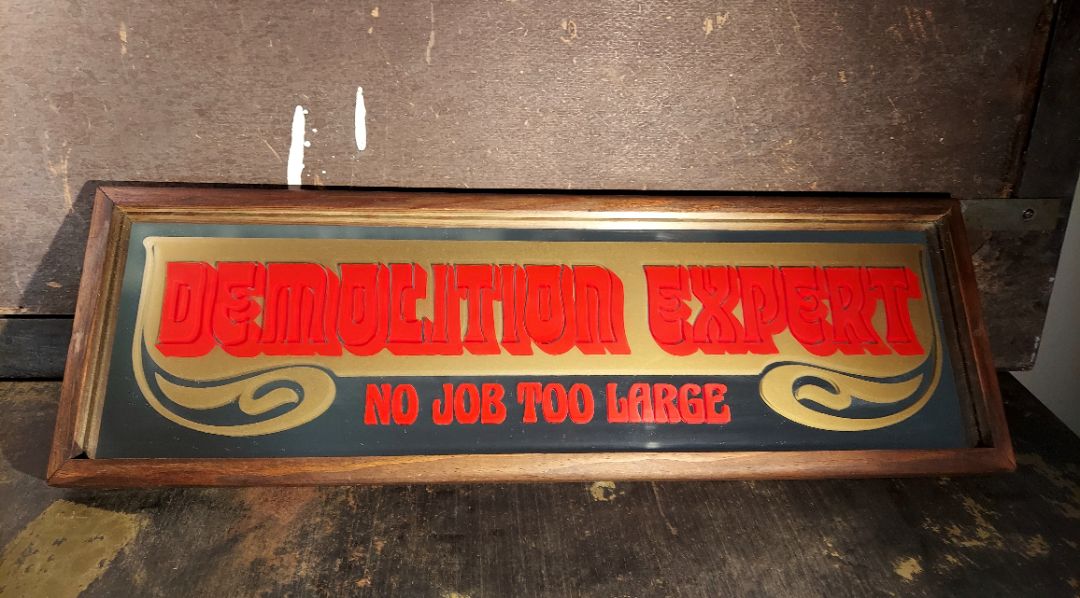 DEMOLITION EXPERT
NO JOB TOO LARGE